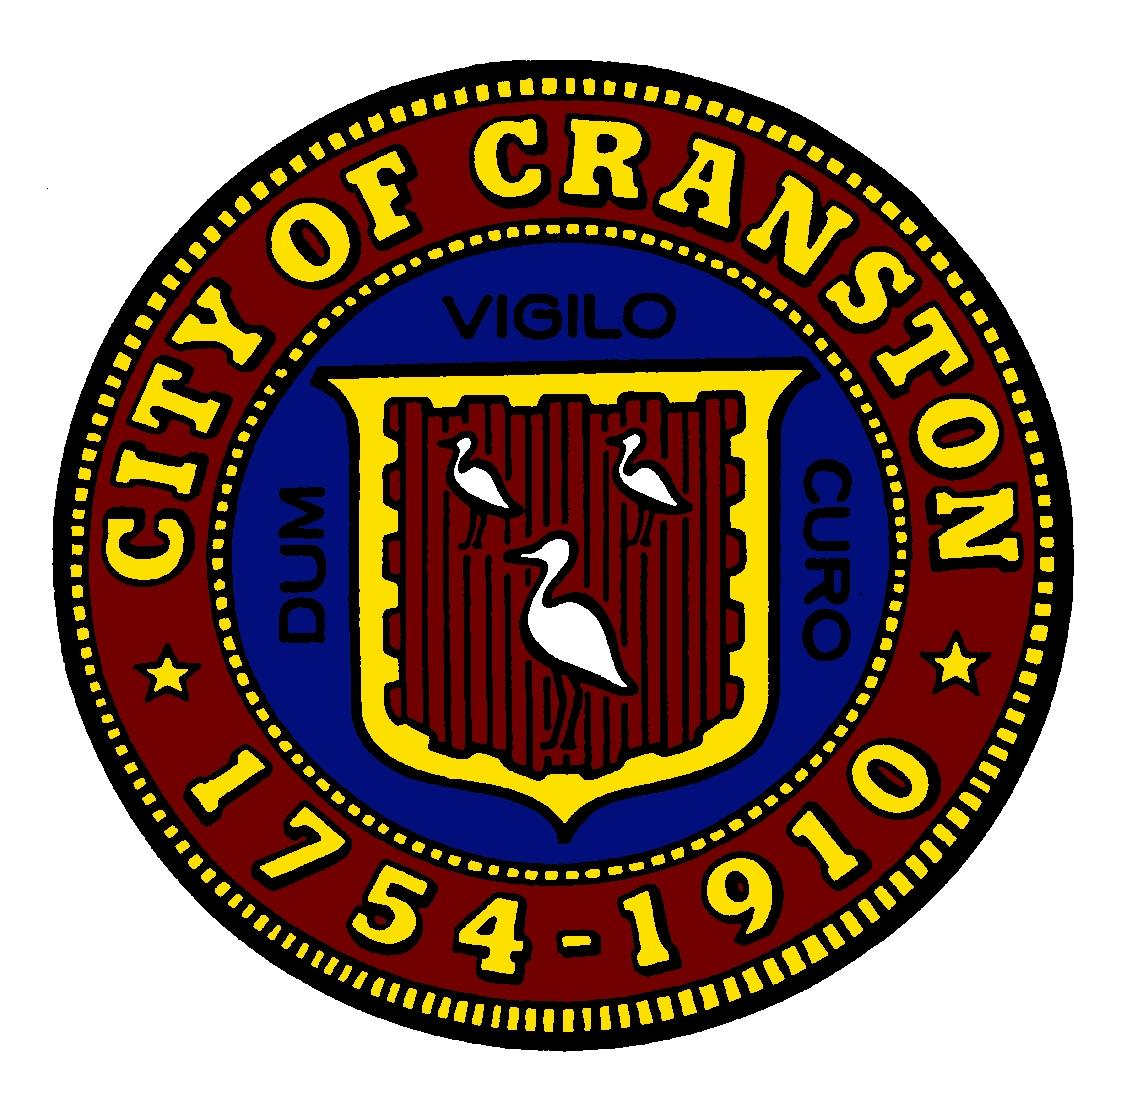 CITY OF CRANSTON
DUM VIGILO CURO
1754-1910